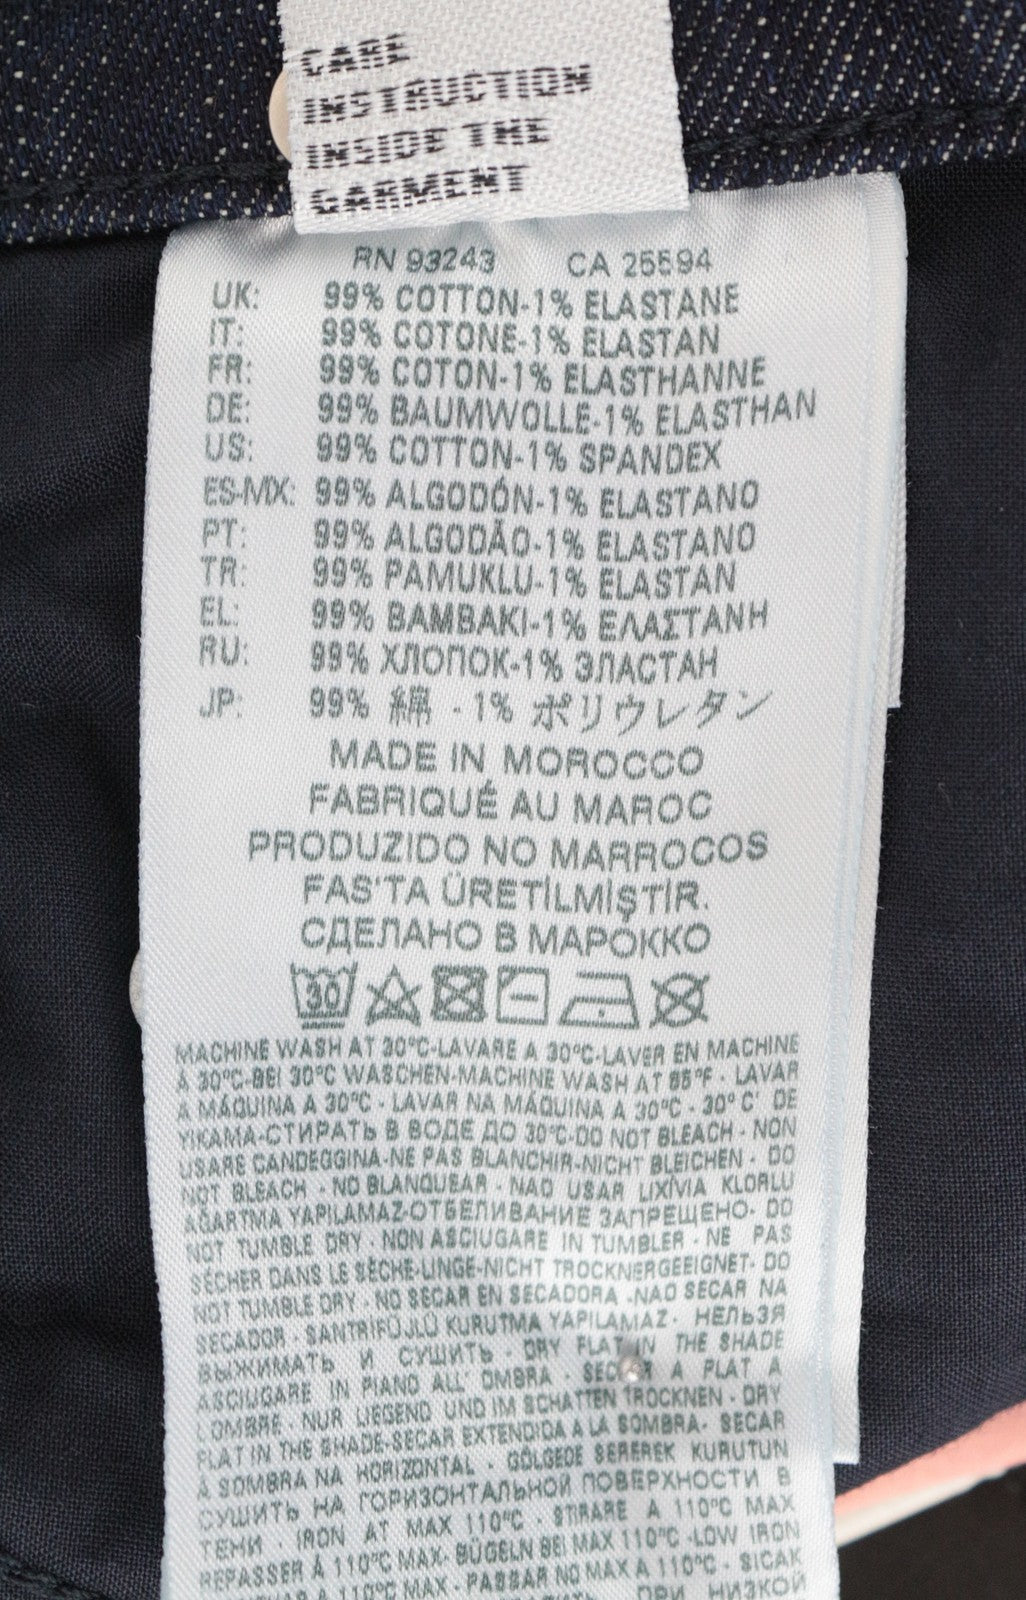 CARE
INSTRUCTION
INSIDE THE
GARMENT
RN 93243 CA 25594
UK: 99% COTTON-1% ELASTANE
IT: 99% COTONE-1% ELASTAN
FR: 99% COTON-1% ELASTHANNE
DE: 99% BAUMWOLLE-1% ELASTHAN
US: 99% COTTON-1% SPANDEX
ES-MX: 99% ALGODÓN-1% ELASTANO
PT: 99% ALGODÃO-1% ELASTANO
TR: 99% PAMUKLU-1% ELASTAN
EL: 99% ΒΑΜΒΑΚΙ-1% ΕΛΑΣΤΑΝΗ
RU: 99% ХЛОПОК-1% ЭЛАСТАН
JP: 99% 綿 - 1% ポリウレタン
MADE IN MOROCCO
FABRIQUÉ AU MAROC
PRODUZIDO NO MARROCOS
FAS'TA ÜRETİLMİŞTİR.
СДЕЛАНО В МАРОККО
30
MACHINE WASH AT 30°C-LAVARE A 30°C-LAVER EN MACHINE
À 30°C-BEI 30°C WASCHEN-MACHINE WASH AT 85°F - LAVAR
A MÁQUINA A 30°C - LAVAR NA MÁQUINA A 30°C - 30° C' DE
YIKAMA-СТИРАТЬ В ВОДЕ ДО 30°C-DO NOT BLEACH - NON
USARE CANDEGGINA-NE PAS BLANCHIR-NICHT BLEICHEN - DO
NOT BLEACH - NO BLANQUEAR - NAO USAR LIXÍVIA KLORLU
AĞARTMA YAPILAMAZ-ОТБЕЛИВАНИЕ ЗАПРЕЩЕНО- DO
NOT TUMBLE DRY - NON ASCIUGARE IN TUMBLER - NE PAS
SÉCHER DANS LE SÈCHE-LINGE-NICHT TROCKNERGEEIGNET- DO
NOT TUMBLE DRY - NO SECAR EN SECADORA -NAO SECAR NA
SECADOR - SANTRİFÜJLÜ KURUTMA YAPILAMAZ - НЕЛЬЗЯ
ВЫЖИМАТЬ И СУШИТЬ - DRY FLAT IN THE SHADE
ASCIUGARE IN PIANO ALL' OMBRA - SECHER A PLAT A
L'OMBRE - NUR LIEGEND UND IM SCHATTEN TROCKNEN - DRY
FLAT IN THE SHADE-SECAR EXTENDIDA A LA SOMBRA- SECAR
À SOMBRA NA HORIZONTAL - GÖLGEDE SEREREK KURUTUN
СУШИТЬ НА ГОРИЗОНТАЛЬНОЙ ПОВЕРХНОСТИ В
ТЕНИ - IRON AT MAX 110°C - STIRARE A 110°C MAX
REPASSER À 110°C MAX- BÜGELN BEI MAX 110°C -LOW IRON
MAX - PASSAR NO MAX A 110°C - SICAK
ПРИ НИЗКОЙ